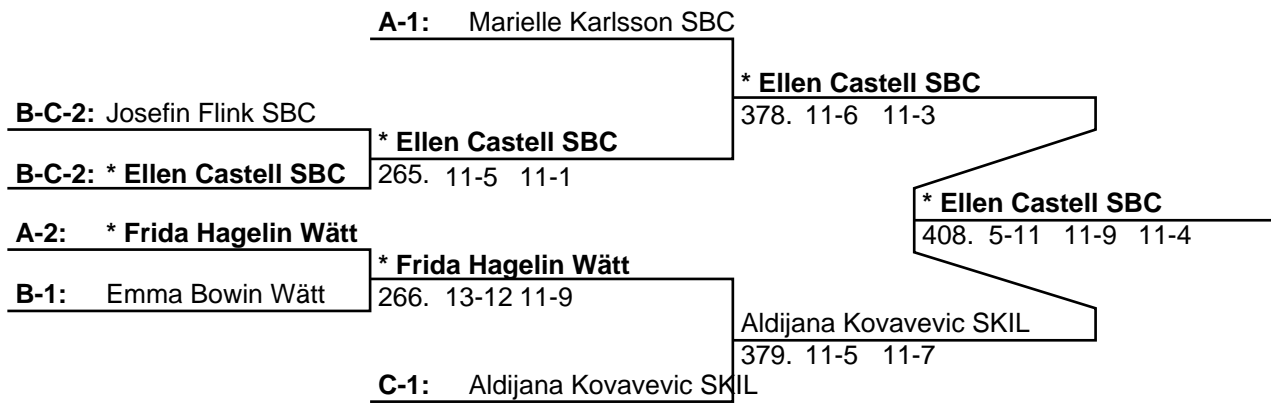 A-1: Marielle Karlsson SBC
* Ellen Castell SBC
378. 11-6 11-3
B-C-2: Josefin Flink SBC
* Ellen Castell SBC
B-C-2: * Ellen Castell SBC
265. 11-5 11-1
* Ellen Castell SBC
408. 5-11 11-9 11-4
A-2: * Frida Hagelin Wätt
* Frida Hagelin Wätt
B-1: Emma Bowin Wätt
266. 13-12 11-9
Aldijana Kovavevic SKIL
379. 11-5 11-7
C-1: Aldijana Kovavevic SKIL